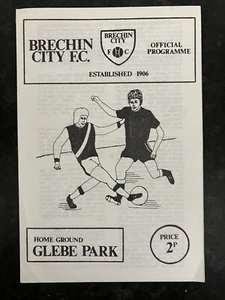 BRECHIN
CITY F.C.
BRECHIN
CITY
F C
OFFICIAL
PROGRAMME
ESTABLISHED 1906
HOME GROUND
GLEBE PARK
PRICE
2P